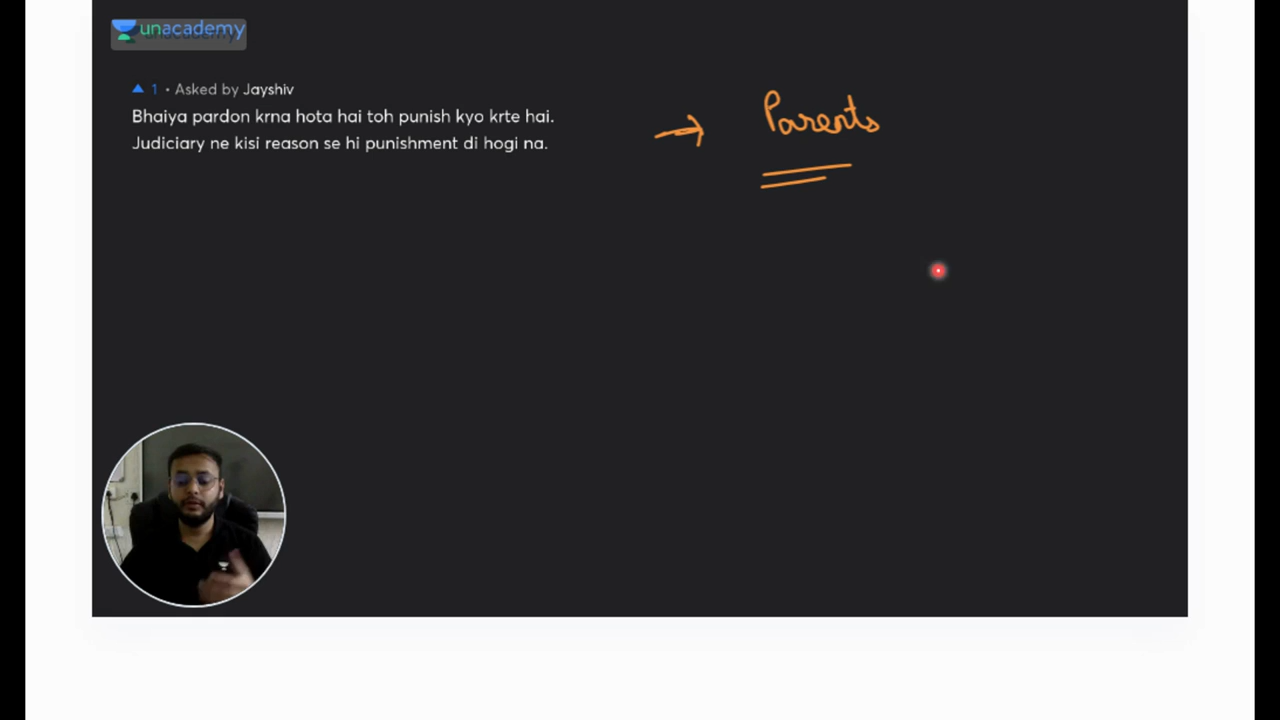 unacademy
1 • Asked by Jayshiv
Bhaiya pardon krna hota hai toh punish kyo krte hai.
Judiciary ne kisi reason se hi punishment di hogi na.
→ Parents